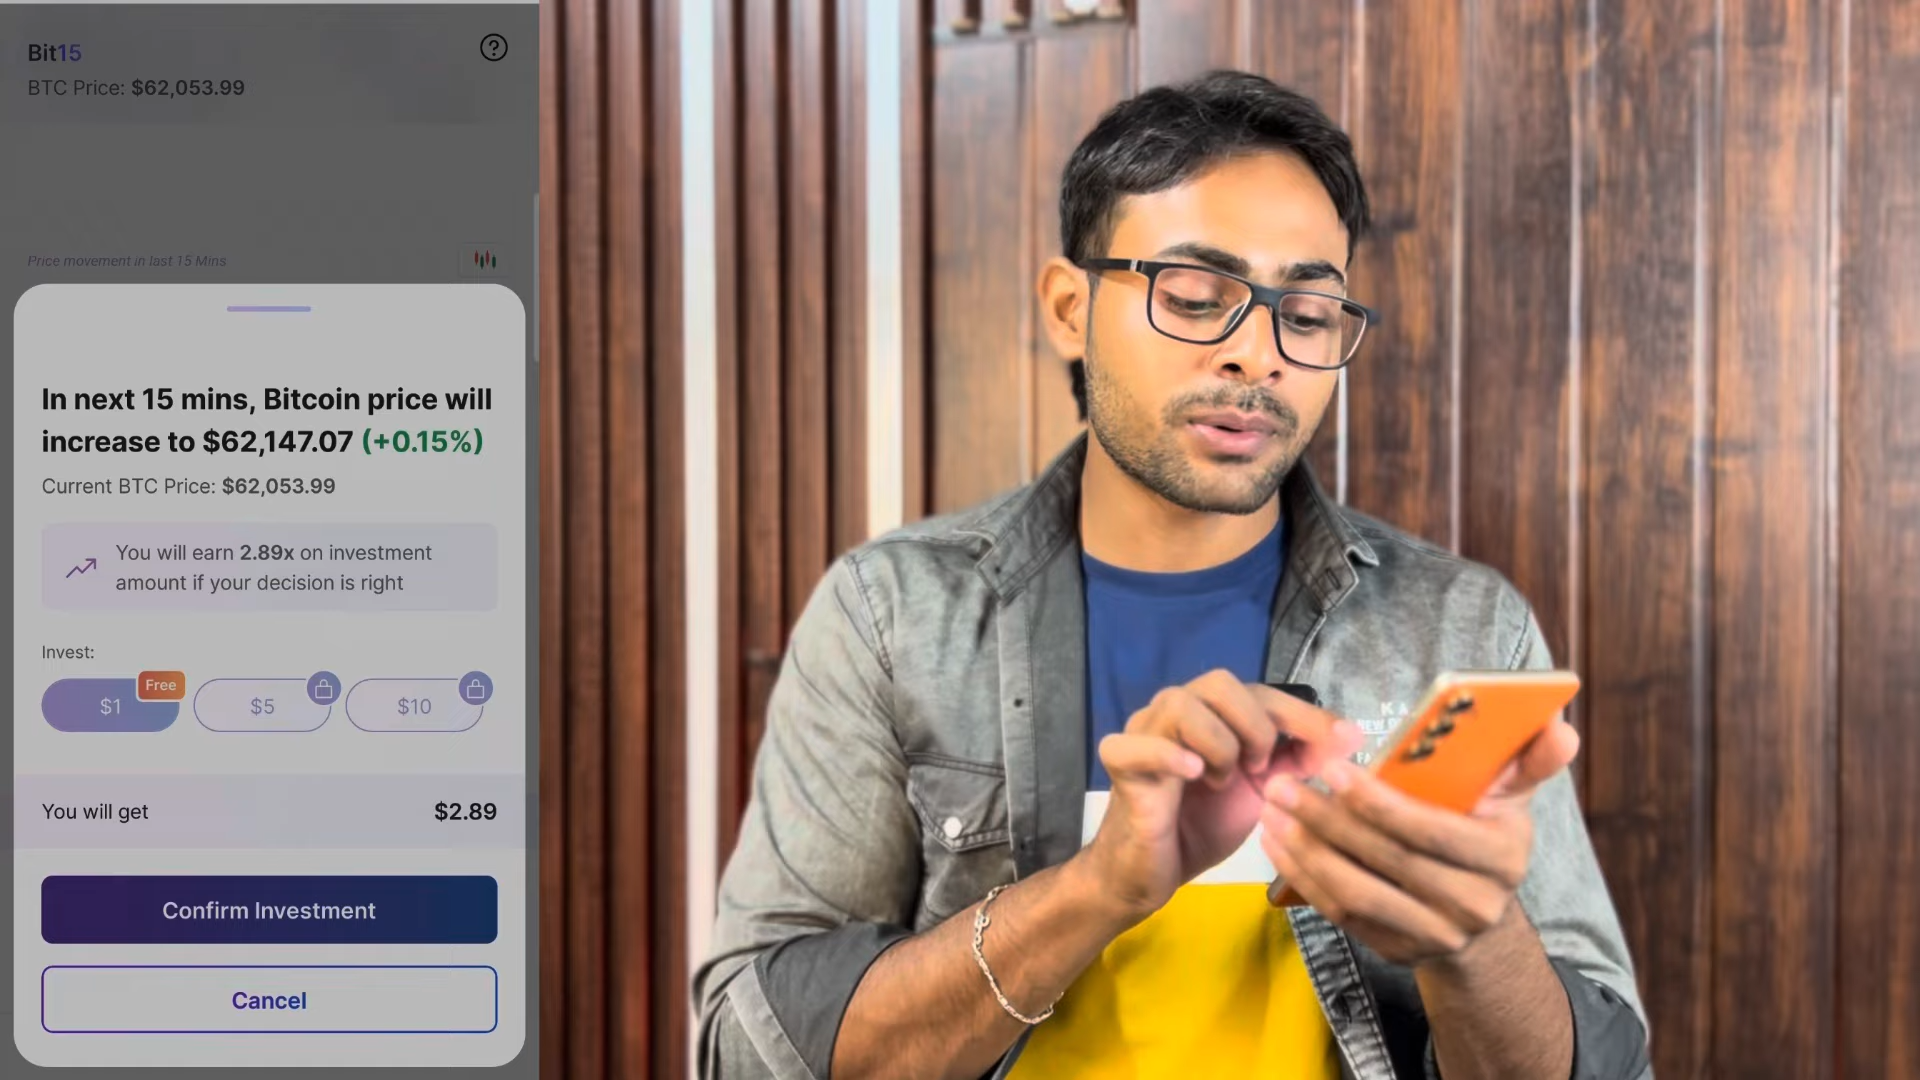 Bit15
BTC Price: $62,053.99
Price movement in last 15 Mins
In next 15 mins, Bitcoin price will
increase to $62,147.07 (+0.15%)
Current BTC Price: $62,053.99
You will earn 2.89x on investment
amount if your decision is right
Invest:
Free
$1
$5
$10
You will get
$2.89
Confirm Investment
Cancel
K A